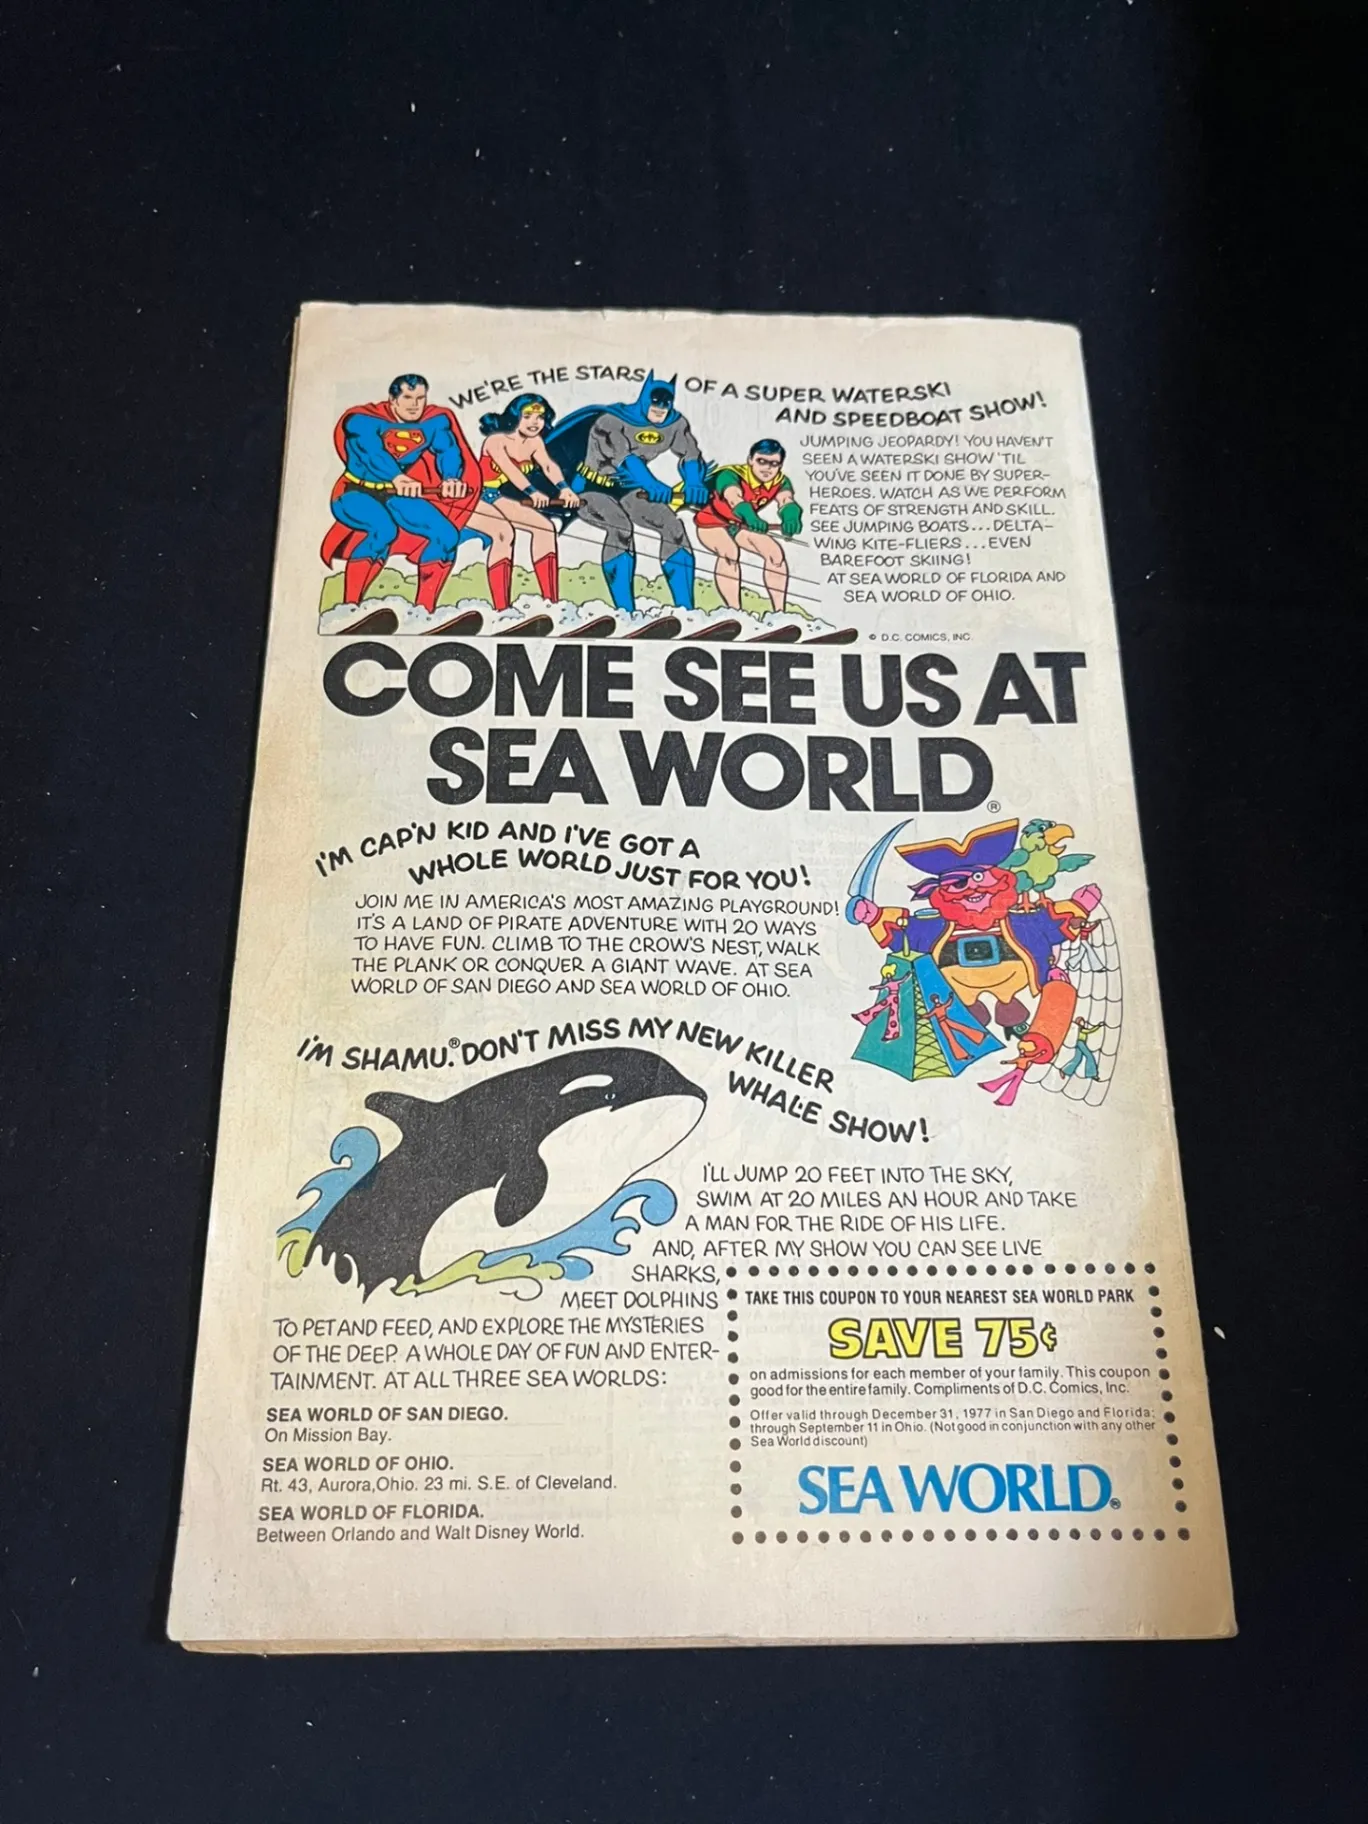 WE'RE THE STARS OF A SUPER WATERSKI
AND SPEEDBOAT SHOW!
JUMPING JEOPARDY! YOU HAVEN'T
SEEN A WATERSKI SHOW 'TIL
YOU'VE SEEN IT DONE BY SUPER-
HEROES. WATCH AS WE PERFORM
FEATS OF STRENGTH AND SKILL.
SEE JUMPING BOATS...DELTA-
WING KITE-FLIERS...EVEN
BAREFOOT SKIING!
AT SEA WORLD OF FLORIDA AND
SEA WORLD OF OHIO.
© D.C. COMICS, INC.
COME SEE US AT
SEA WORLD®
I'M CAP'N KID AND I'VE GOT A
WHOLE WORLD JUST FOR YOU!
JOIN ME IN AMERICA'S MOST AMAZING PLAYGROUND!
IT'S A LAND OF PIRATE ADVENTURE WITH 20 WAYS
TO HAVE FUN. CLIMB TO THE CROW'S NEST, WALK
THE PLANK OR CONQUER A GIANT WAVE. AT SEA
WORLD OF SAN DIEGO AND SEA WORLD OF OHIO.
I'M SHAMU.® DON'T MISS MY NEW KILLER
WHALE SHOW!
I'LL JUMP 20 FEET INTO THE SKY,
SWIM AT 20 MILES AN HOUR AND TAKE
A MAN FOR THE RIDE OF HIS LIFE.
AND, AFTER MY SHOW YOU CAN SEE LIVE
SHARKS,
MEET DOLPHINS
TO PET AND FEED, AND EXPLORE THE MYSTERIES
OF THE DEEP. A WHOLE DAY OF FUN AND ENTER-
TAINMENT. AT ALL THREE SEA WORLDS:
SEA WORLD OF SAN DIEGO.
On Mission Bay.
SEA WORLD OF OHIO.
Rt. 43, Aurora, Ohio. 23 mi. S.E. of Cleveland.
SEA WORLD OF FLORIDA.
Between Orlando and Walt Disney World.
TAKE THIS COUPON TO YOUR NEAREST SEA WORLD PARK
SAVE 75¢
on admissions for each member of your family. This coupon
good for the entire family. Compliments of D.C. Comics, Inc.
Offer valid through December 31, 1977 in San Diego and Florida;
through September 11 in Ohio. (Not good in conjunction with any other
Sea World discount)
SEA WORLD®